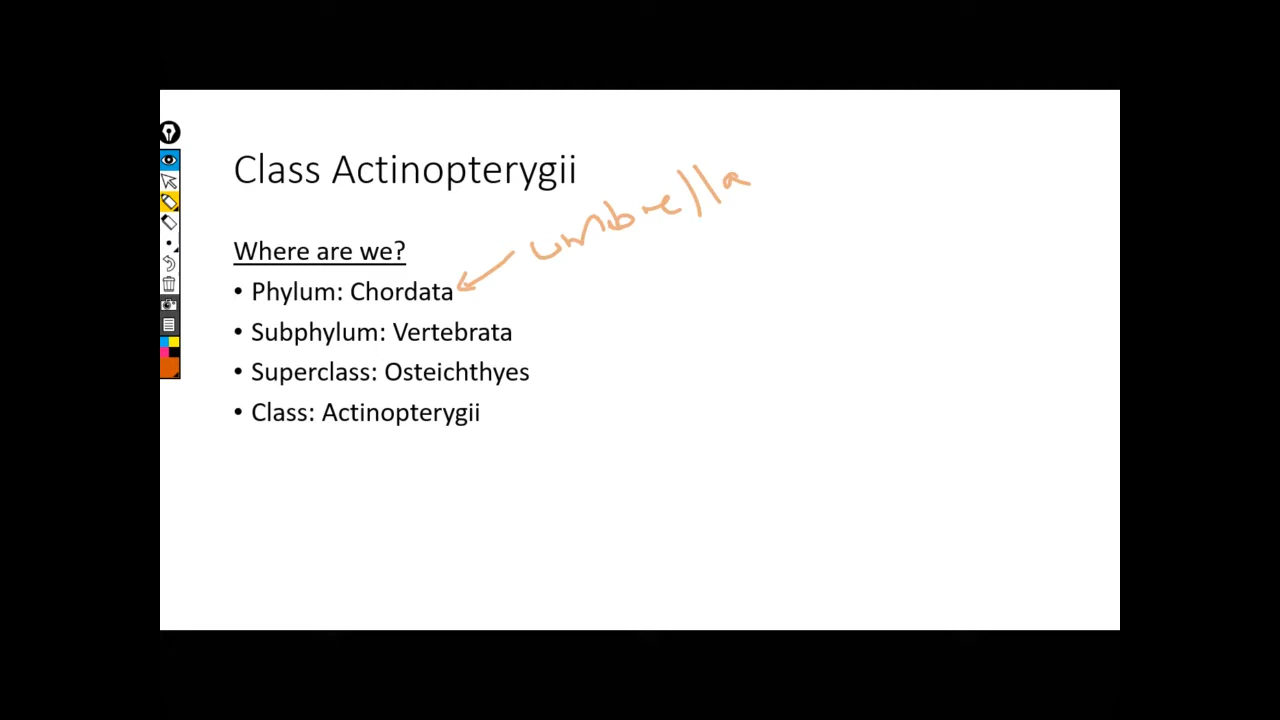 Class Actinopterygii
umbrella
Where are we?
• Phylum: Chordata
• Subphylum: Vertebrata
• Superclass: Osteichthyes
• Class: Actinopterygii